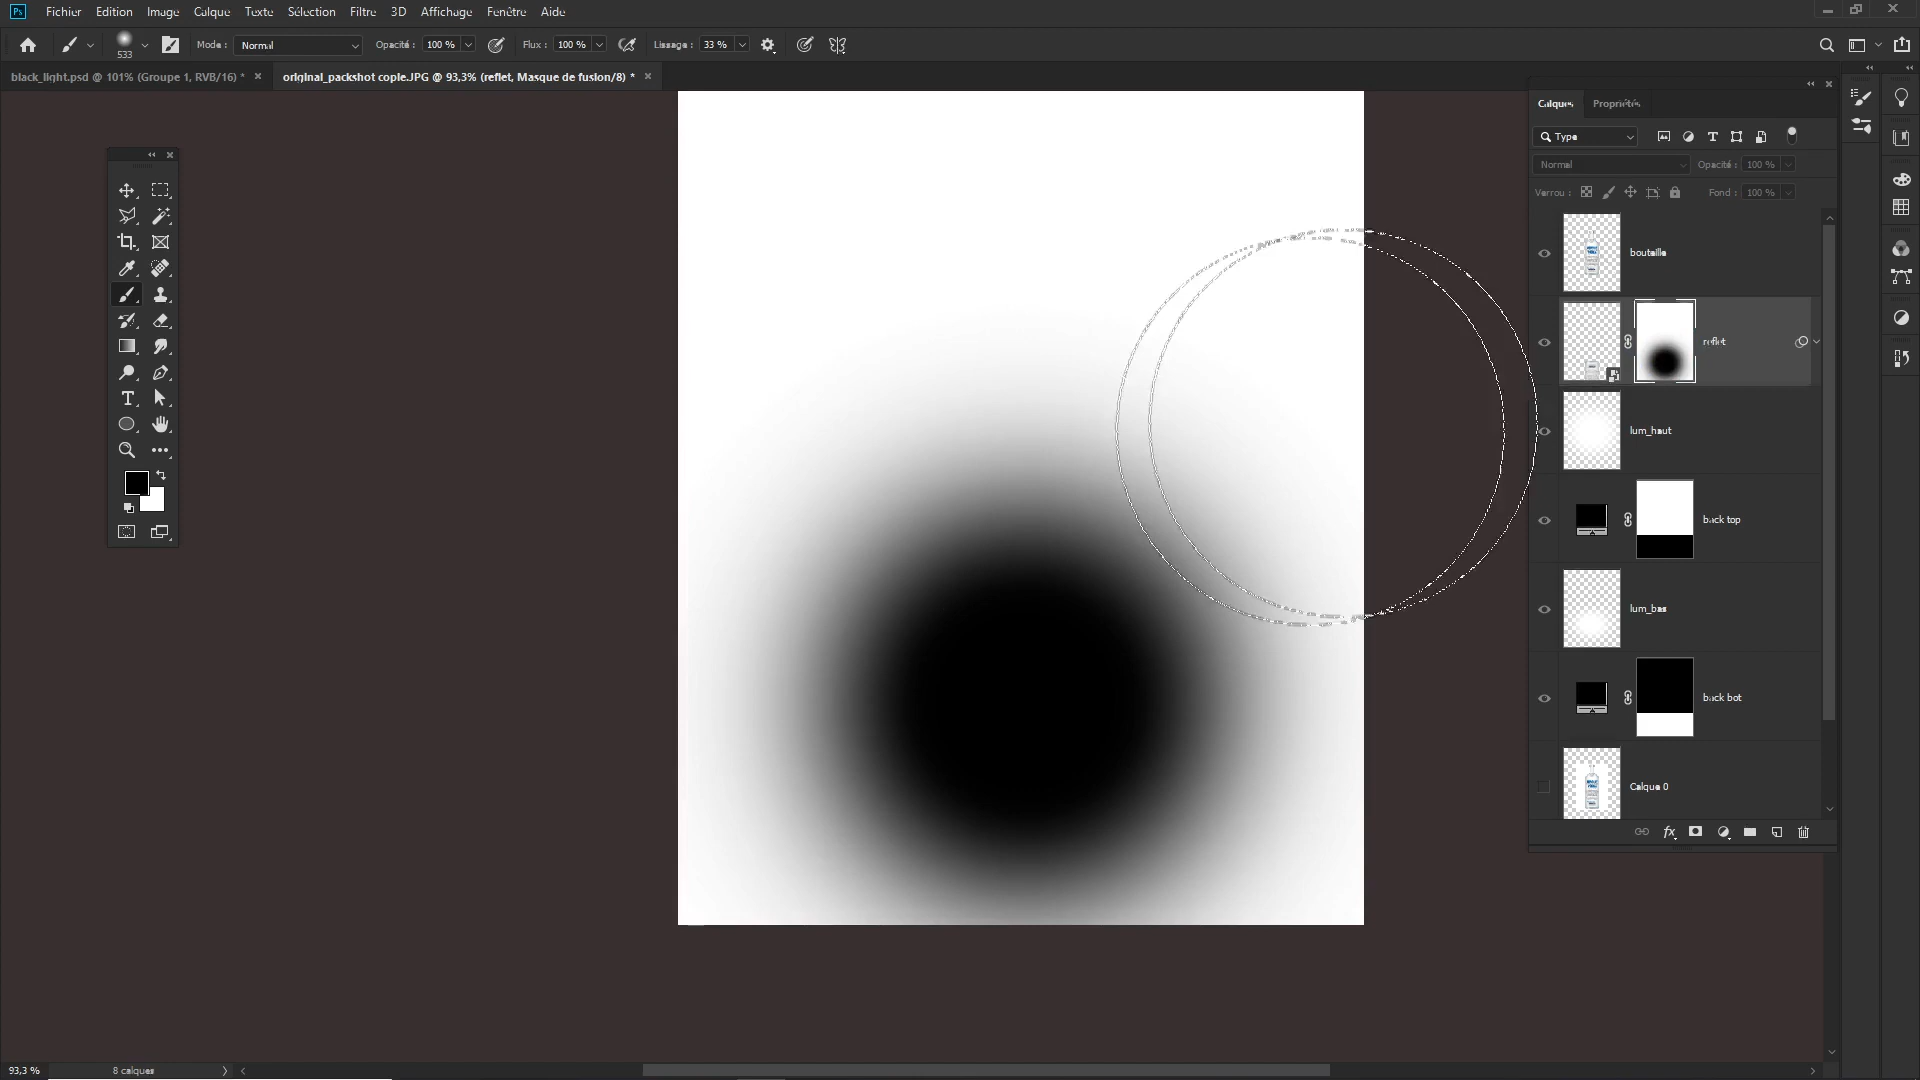 Ps Fichier Edition Image Calque Texte Sélection Filtre 3D Affichage Fenêtre Aide
533 Mode : Normal Opacité : 100 % Flux : 100 % Lissage : 33 %
black_light.psd @ 101% (Groupe 1, RVB/16) * × original_packshot copie.JPG @ 93,3% (reflet, Masque de fusion/8) * ×
Calques Propriétés
Type
Normal Opacité : 100 %
Verrou : Fond : 100 %
bouteille
reflet
lum_haut
back top
lum_bas
back bot
Calque 0
fx
93,3 % 8 calques